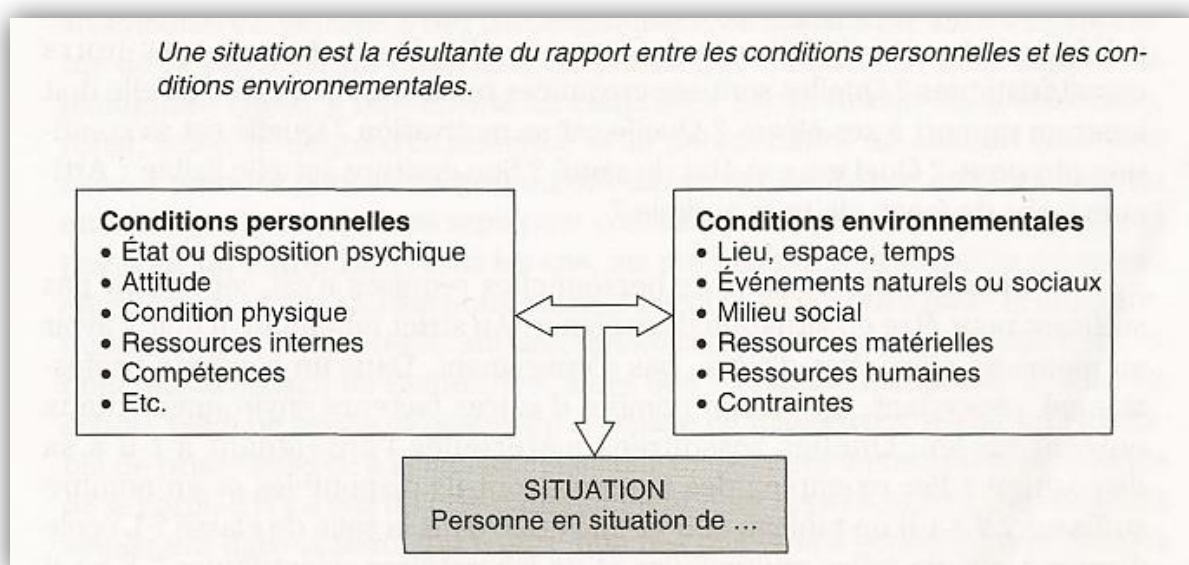 Une situation est la résultante du rapport entre les conditions personnelles et les con-
ditions environnementales.
Conditions personnelles
• État ou disposition psychique
• Attitude
• Condition physique
• Ressources internes
• Compétences
• Etc.
Conditions environnementales
• Lieu, espace, temps
• Événements naturels ou sociaux
• Milieu social
• Ressources matérielles
• Ressources humaines
• Contraintes
SITUATION
Personne en situation de ...